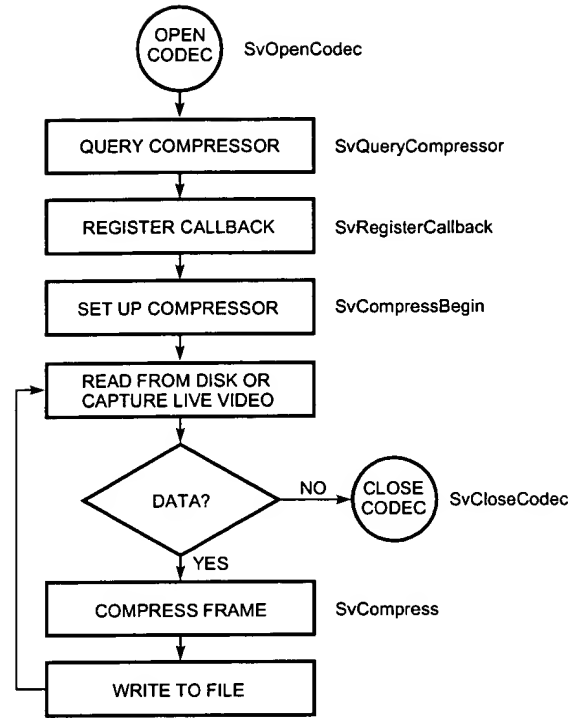 OPEN
CODEC
SvOpenCodec
QUERY COMPRESSOR
SvQueryCompressor
REGISTER CALLBACK
SvRegisterCallback
SET UP COMPRESSOR
SvCompressBegin
READ FROM DISK OR
CAPTURE LIVE VIDEO
DATA?
NO
CLOSE
CODEC
SvCloseCodec
YES
COMPRESS FRAME
SvCompress
WRITE TO FILE